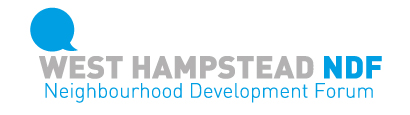 WEST HAMPSTEAD NDF
Neighbourhood Development Forum